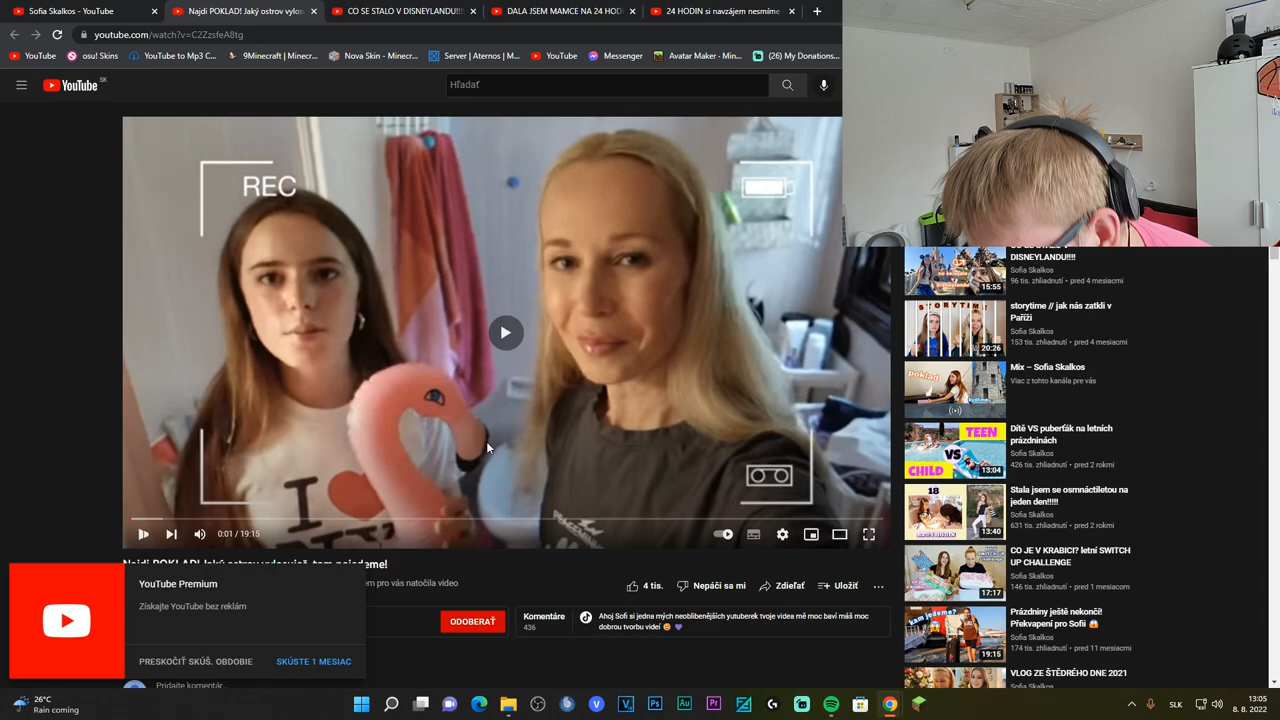 Sofia Skalkos - YouTube
Najdi POKLAD! Jaký ostrov vylos
CO SE STALO V DISNEYLANDU!!!
DALA JSEM MAMCE NA 24 HOD
24 HODIN si navzájem nesmíme
youtube.com/watch?v=C2ZzsfeA8tg
YouTube
osu! Skins
YouTube to Mp3 C...
9Minecraft | Minecr...
Nova Skin - Minecr...
Server | Aternos | M...
YouTube
Messenger
Avatar Maker -
(26) My Donations...
YouTube SK
Hľadať
REC
0:01 / 19:15
DISNEYLANDU!!!!
Sofia Skalkos
96 tis. zhliadnutí • pred 4 mesiacmi
15:55
storytime // jak nás zatkli v
Paříži
Sofia Skalkos
153 tis. zhliadnutí • pred 4 mesiacmi
STORYTIME
20:26
Mix – Sofia Skalkos
Viac z tohto kanála pre vás
poklad
Dítě VS puberťák na letních
prázdninách
Sofia Skalkos
426 tis. zhliadnutí • pred 2 rokmi
TEEN
VS
CHILD
13:04
Stala jsem se osmnáctiletou na
jeden den!!!!!
Sofia Skalkos
631 tis. zhliadnutí • pred 2 rokmi
18
13:40
CO JE V KRABICI? letní SWITCH
UP CHALLENGE
Sofia Skalkos
146 tis. zhliadnutí • pred 1 mesiacom
17:17
Prázdniny ještě nekončí!
Překvapení pro Sofii
Sofia Skalkos
174 tis. zhliadnutí • pred 11 mesiacmi
kam jedeme?
19:15
VLOG ZE ŠTĚDRÉHO DNE 2021
em pro vás natočila video
4 tis.
Nepáči sa mi
Zdieľať
Uložiť
ODOBERAŤ
Komentáre
436
Ahoj Sofi si jedna mých neoblibenějších yutuberek tvoje videa mě moc baví máš moc
dobrou tvorbu videí
YouTube Premium
Získajte YouTube bez reklám
PRESKOČIŤ SKÚŠ. OBDOBIE
SKÚSTE 1 MESIAC
Pridajte komentár
26°C
Rain coming
SLK
13:05
8. 8. 2022